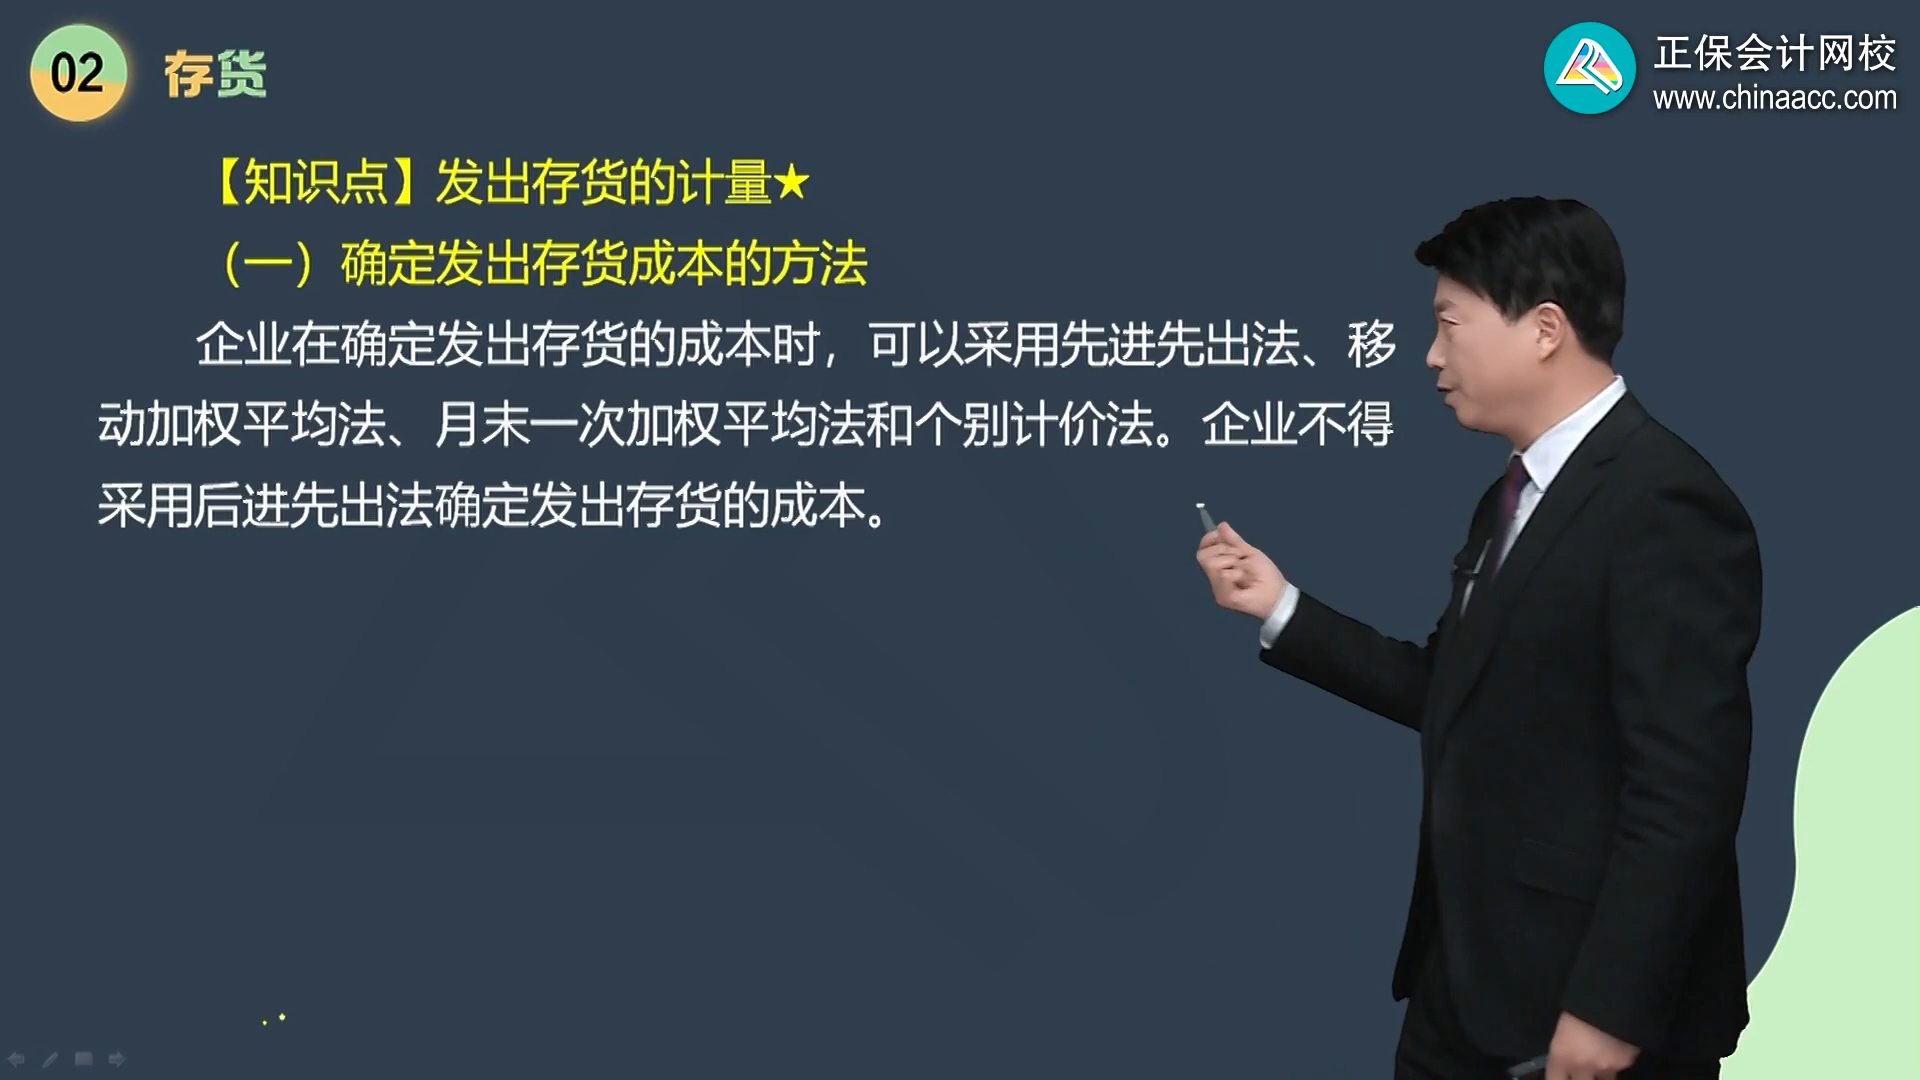 02 存货
正保会计网校
www.chinaacc.com
【知识点】发出存货的计量★
（一）确定发出存货成本的方法
企业在确定发出存货的成本时，可以采用先进先出法、移
动加权平均法、月末一次加权平均法和个别计价法。企业不得
采用后进先出法确定发出存货的成本。